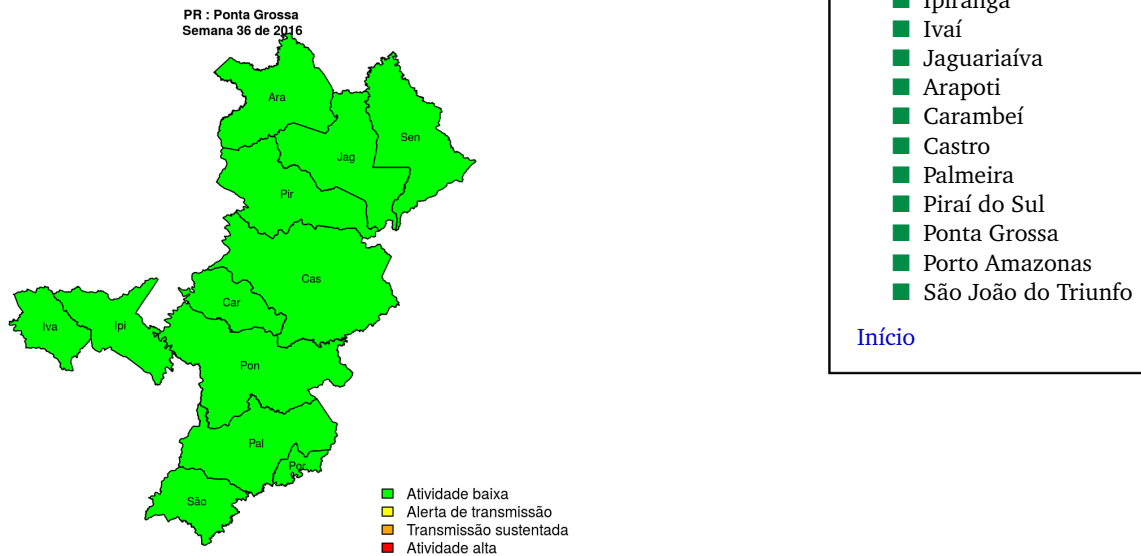 PR : Ponta Grossa
Semana 36 de 2016
Ara
Sen
Jag
Pir
Cas
Car
Iva
Ipi
Pon
Pal
Por
São
Atividade baixa
Alerta de transmissão
Transmissão sustentada
Atividade alta
Ipiranga
Ivaí
Jaguariaíva
Arapoti
Carambeí
Castro
Palmeira
Piraí do Sul
Ponta Grossa
Porto Amazonas
São João do Triunfo
Início